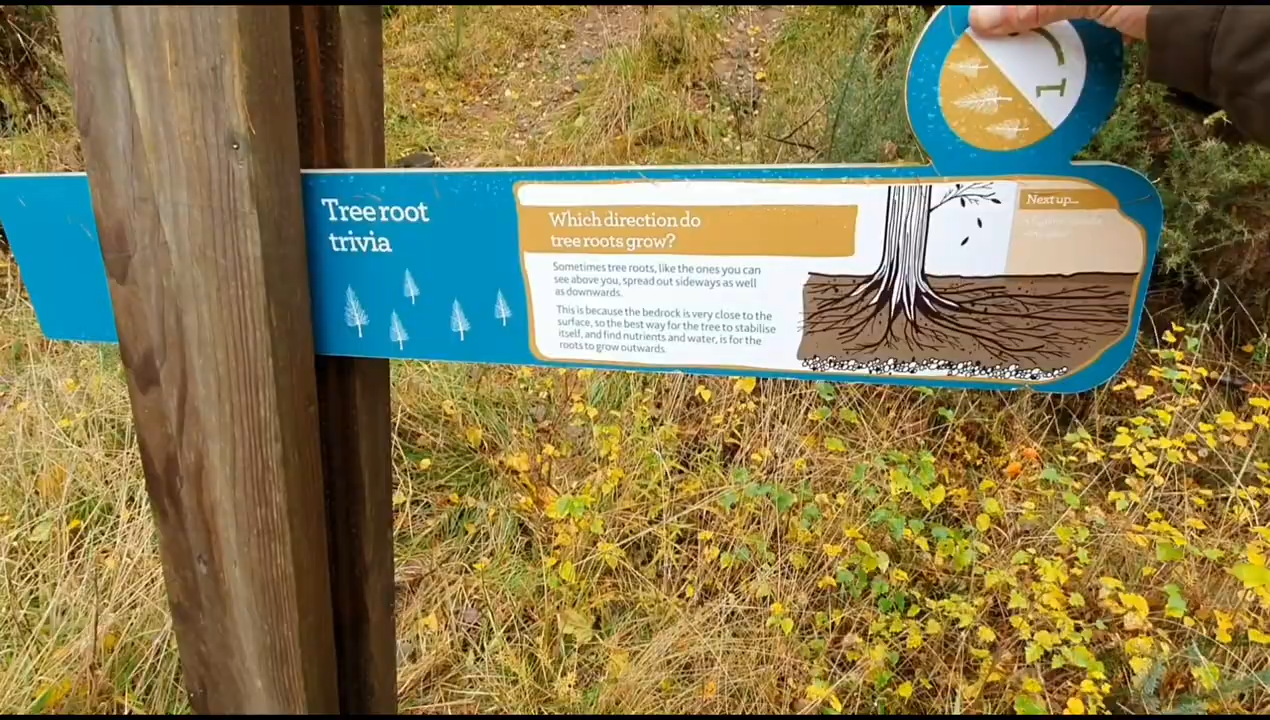 Tree root
trivia
Which direction do
tree roots grow?
Sometimes tree roots, like the ones you can
see above you, spread out sideways as well
as downwards.
This is because the bedrock is very close to the
surface, so the best way for the tree to stabilise
itself, and find nutrients and water, is for the
roots to grow outwards.
1
Next up...